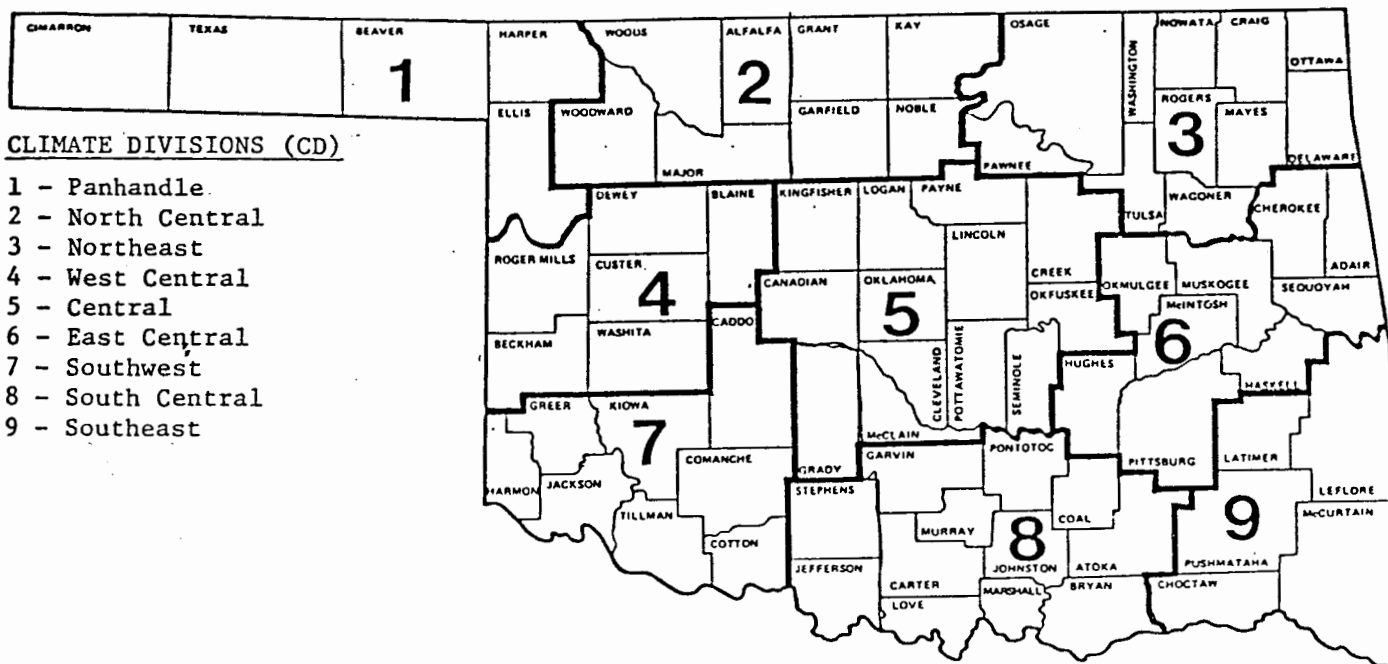 CIMARRON TEXAS BEAVER HARPER WOODS ALFALFA GRANT KAY OSAGE WASHINGTON NOWATA CRAIG OTTAWA
1 2 3
ELLIS WOODWARD MAJOR GARFIELD NOBLE PAWNEE ROGERS MAYES DELAWARE
CLIMATE DIVISIONS (CD)
1 - Panhandle
2 - North Central
3 - Northeast
4 - West Central
5 - Central
6 - East Central
7 - Southwest
8 - South Central
9 - Southeast
DEWEY BLAINE KINGFISHER LOGAN PAYNE TULSA WAGONER CHEROKEE
ROGER MILLS CUSTER CANADIAN OKLAHOMA LINCOLN CREEK OKMULGEE MUSKOGEE SEQUOYAH ADAIR
4 5 6
BECKHAM WASHITA CADDO CLEVELAND POTTAWATOMIE SEMINOLE OKFUSKEE HUGHES McINTOSH HASKELL
GREER KIOWA McCLAIN
HARMON JACKSON COMANCHE GRADY GARVIN PONTOTOC PITTSBURG LATIMER LEFLORE
7 8 9
TILLMAN COTTON STEPHENS MURRAY COAL McCURTAIN
JEFFERSON CARTER JOHNSTON ATOKA PUSHMATAHA
LOVE MARSHALL BRYAN CHOCTAW